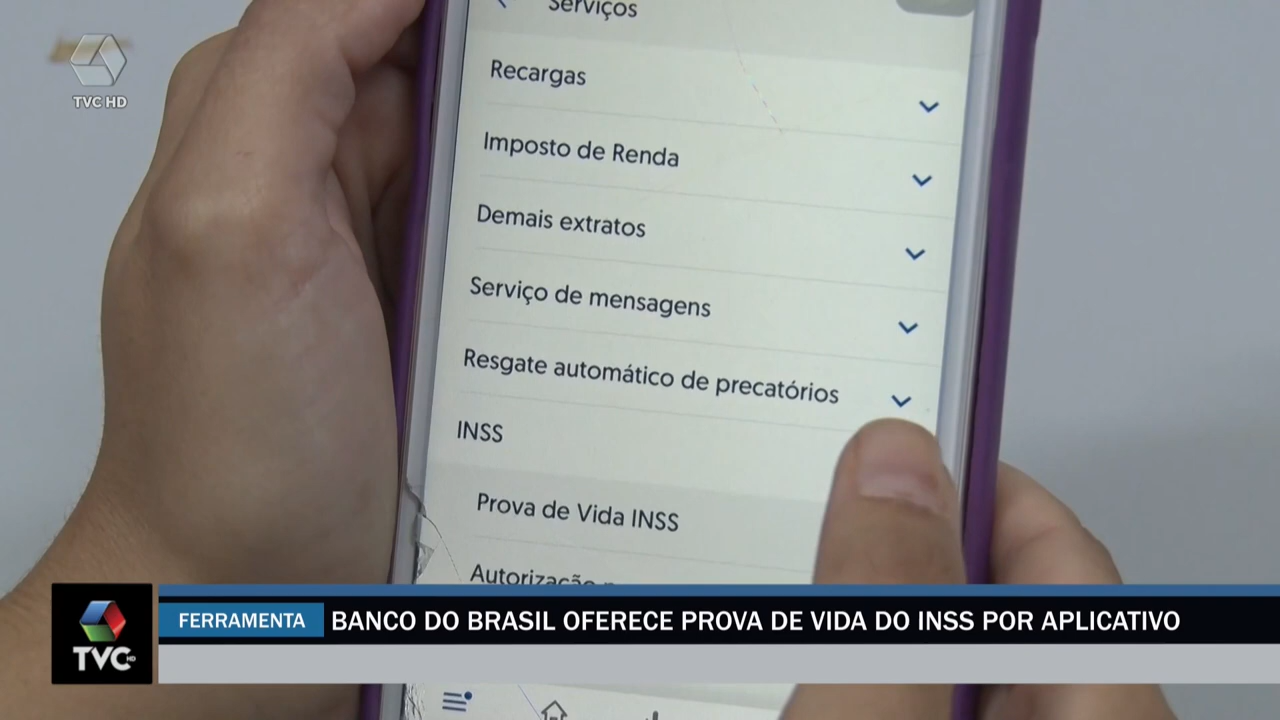 Serviços
TVC HD
Recargas
Imposto de Renda
Demais extratos
Serviço de mensagens
Resgate automático de precatórios
INSS
Prova de Vida INSS
Autorização
FERRAMENTA
BANCO DO BRASIL OFERECE PROVA DE VIDA DO INSS POR APLICATIVO
TVC HD